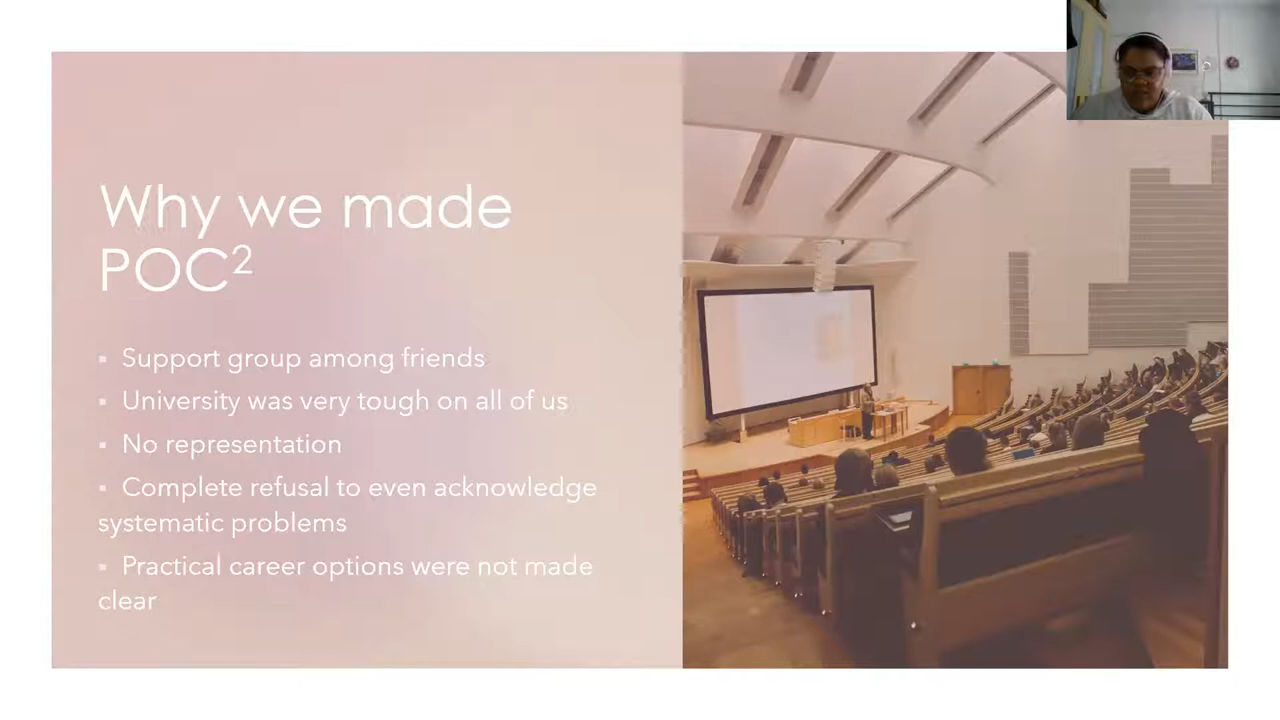 Why we made
POC²
▪ Support group among friends
▪ University was very tough on all of us
▪ No representation
▪ Complete refusal to even acknowledge
systematic problems
▪ Practical career options were not made
clear